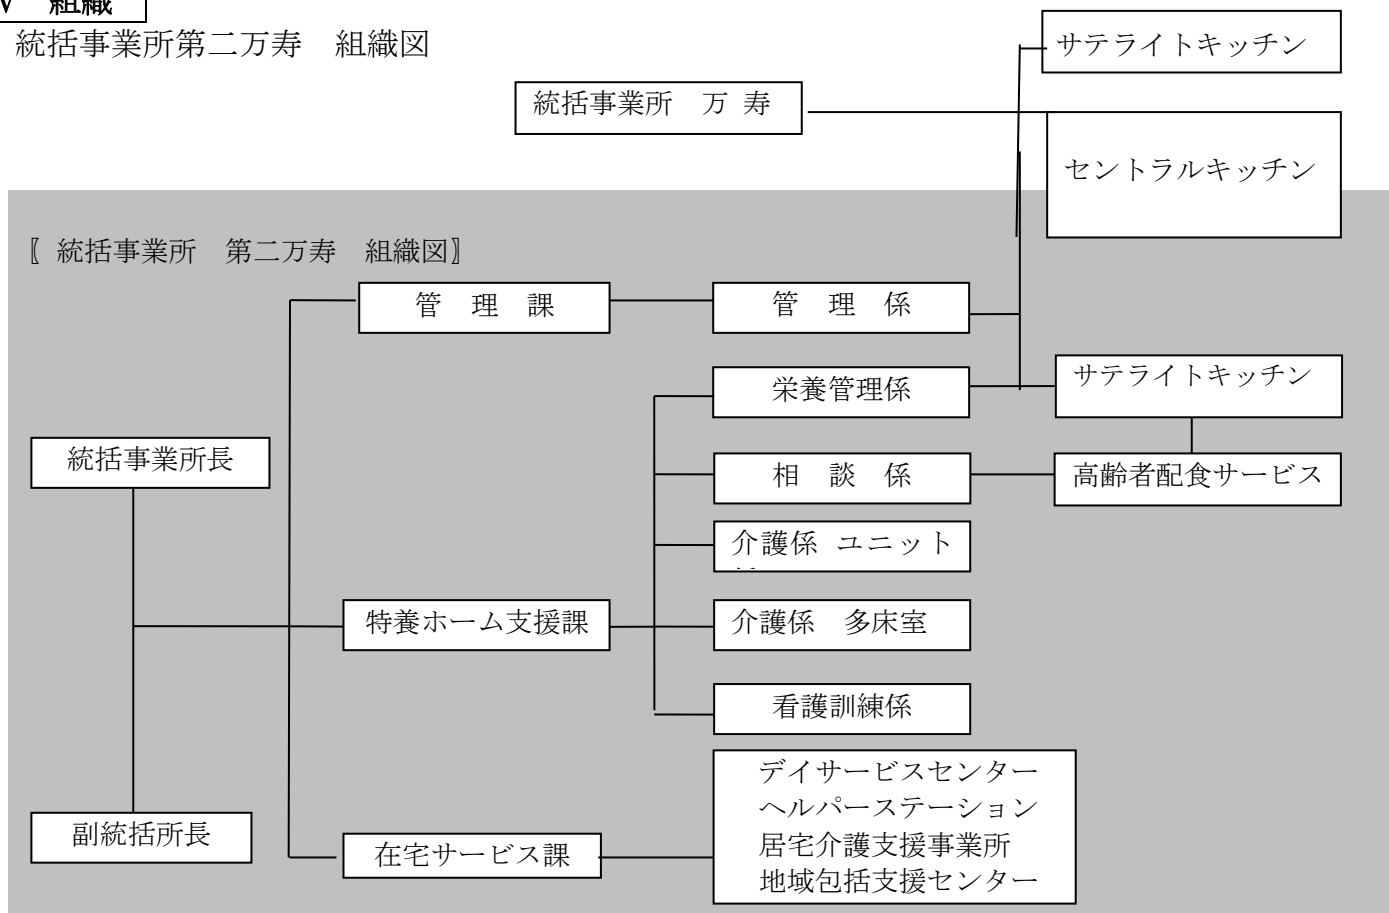 組織
統括事業所第二万寿　組織図
サテライトキッチン
統括事業所　万 寿
セントラルキッチン
〖 統括事業所　第二万寿　組織図〗
管　理　課
管　理　係
栄養管理係
サテライトキッチン
統括事業所長
相　談　係
高齢者配食サービス
介護係 ユニット
特養ホーム支援課
介護係　多床室
看護訓練係
副統括所長
在宅サービス課
デイサービスセンター
ヘルパーステーション
居宅介護支援事業所
地域包括支援センター